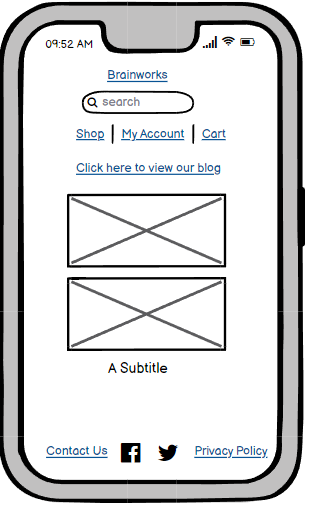 09:52 AM
Brainworks
search
Shop My Account Cart
Click here to view our blog
A Subtitle
Contact Us Privacy Policy